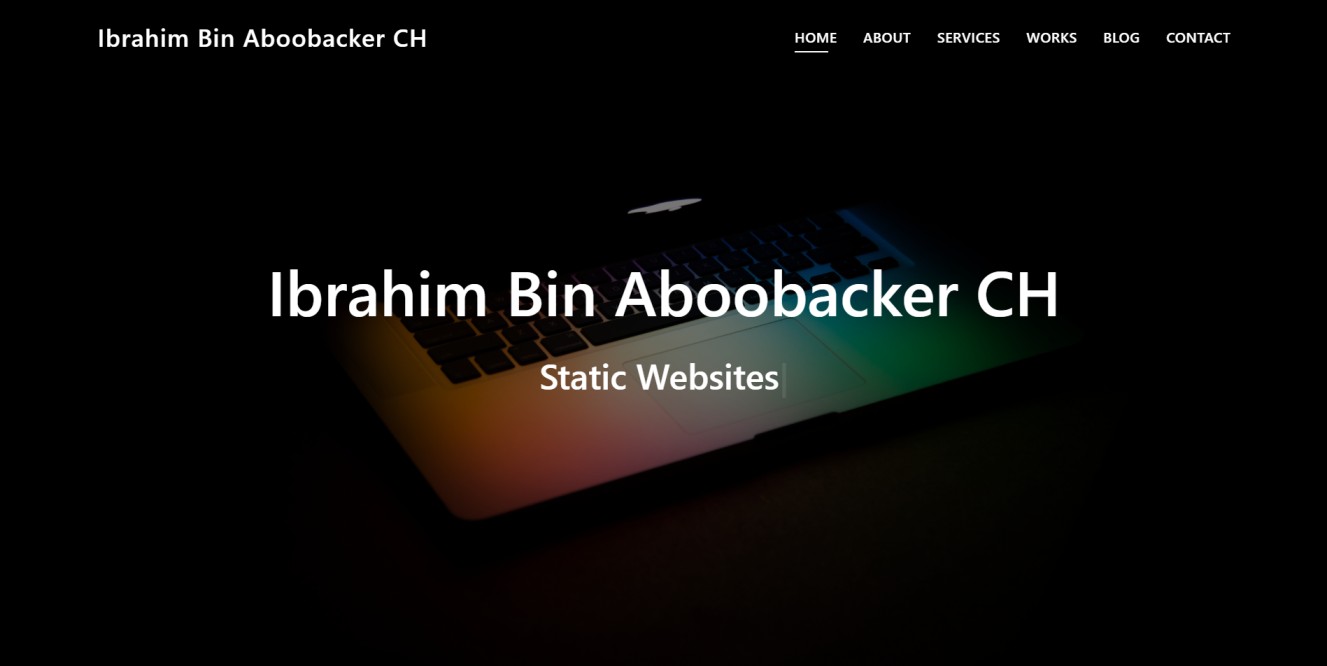 Ibrahim Bin Aboobacker CH
HOME ABOUT SERVICES WORKS BLOG CONTACT
Ibrahim Bin Aboobacker CH
Static Websites